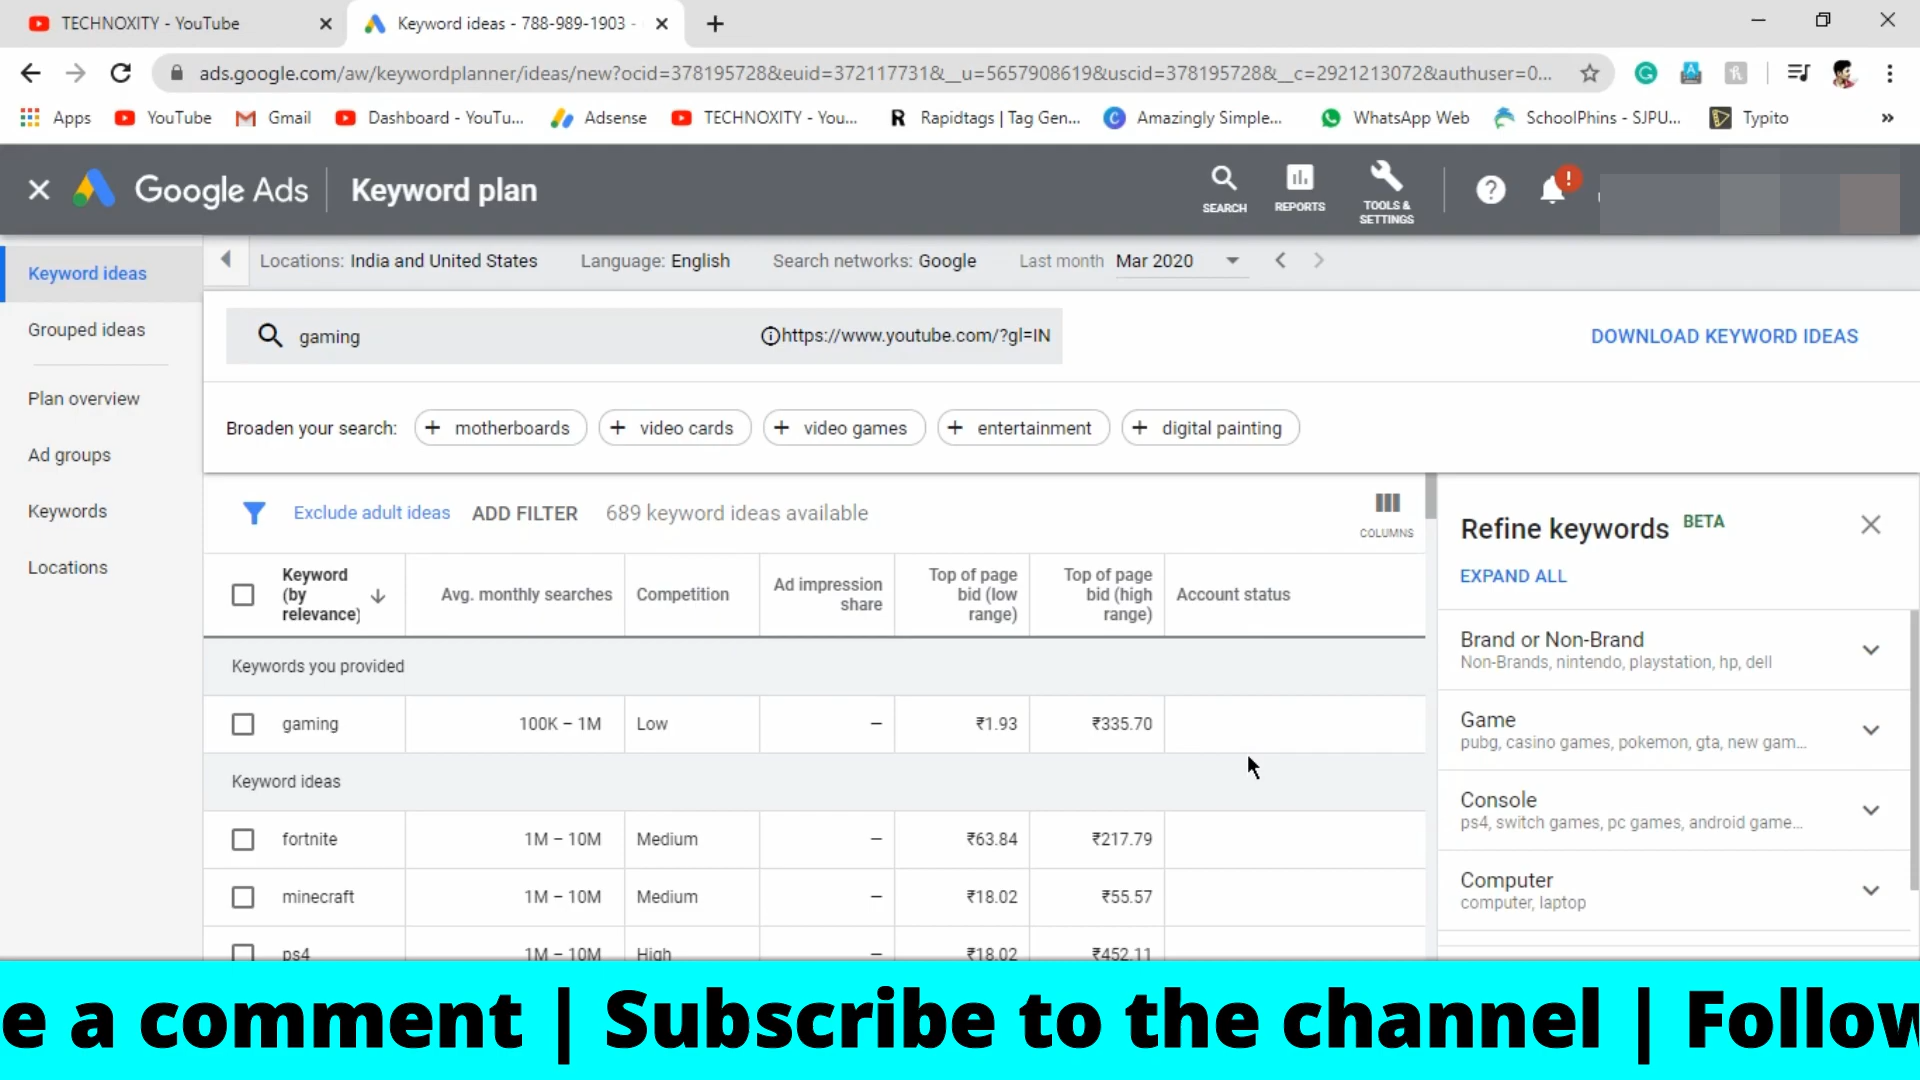 TECHNOXITY - YouTube
Keyword ideas - 788-989-1903 -
ads.google.com/aw/keywordplanner/ideas/new?ocid=378195728&euid=372117731&__u=5657908619&uscid=378195728&__c=2921213072&authuser=0...
Apps YouTube Gmail Dashboard - YouTu... Adsense TECHNOXITY - You... Rapidtags | Tag Gen... Amazingly Simple... WhatsApp Web SchoolPhins - SJPU... Typito »
Google Ads Keyword plan
SEARCH REPORTS TOOLS & SETTINGS
Keyword ideas
Grouped ideas
Plan overview
Ad groups
Keywords
Locations
Locations: India and United States Language: English Search networks: Google Last month Mar 2020
gaming https://www.youtube.com/?gl=IN DOWNLOAD KEYWORD IDEAS
Broaden your search: + motherboards + video cards + video games + entertainment + digital painting
Exclude adult ideas ADD FILTER 689 keyword ideas available COLUMNS
Keyword (by relevance) Avg. monthly searches Competition Ad impression share Top of page bid (low range) Top of page bid (high range) Account status
Keywords you provided
gaming 100K – 1M Low – ₹1.93 ₹335.70
Keyword ideas
fortnite 1M – 10M Medium – ₹63.84 ₹217.79
minecraft 1M – 10M Medium – ₹18.02 ₹55.57
ps4 1M – 10M High – ₹18.02 ₹452.11
Refine keywords BETA
EXPAND ALL
Brand or Non-Brand
Non-Brands, nintendo, playstation, hp, dell
Game
pubg, casino games, pokemon, gta, new gam...
Console
ps4, switch games, pc games, android game...
Computer
computer, laptop
e a comment | Subscribe to the channel | Follow